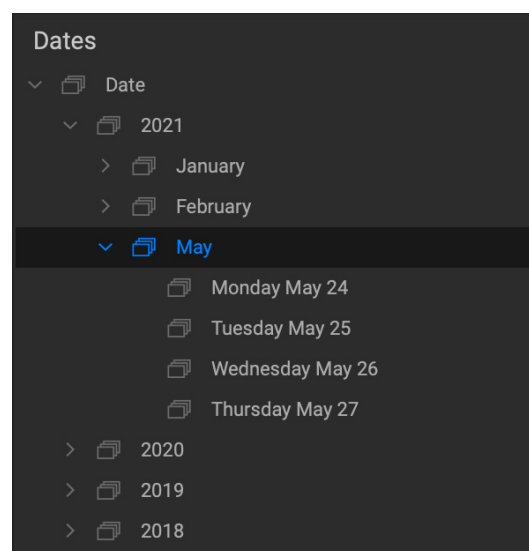 Dates
Date
2021
January
February
May
Monday May 24
Tuesday May 25
Wednesday May 26
Thursday May 27
2020
2019
2018